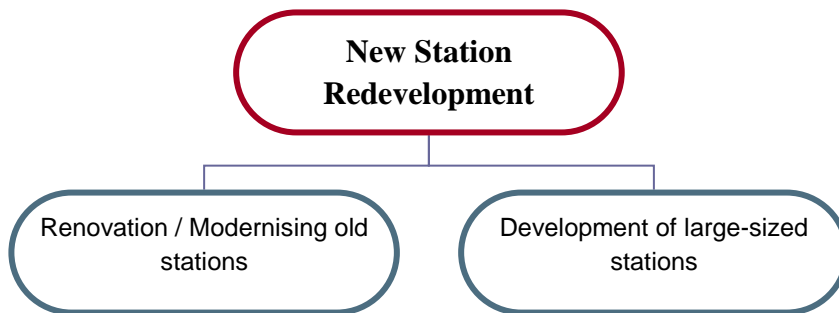 New Station
Redevelopment
Renovation / Modernising old
stations
Development of large-sized
stations